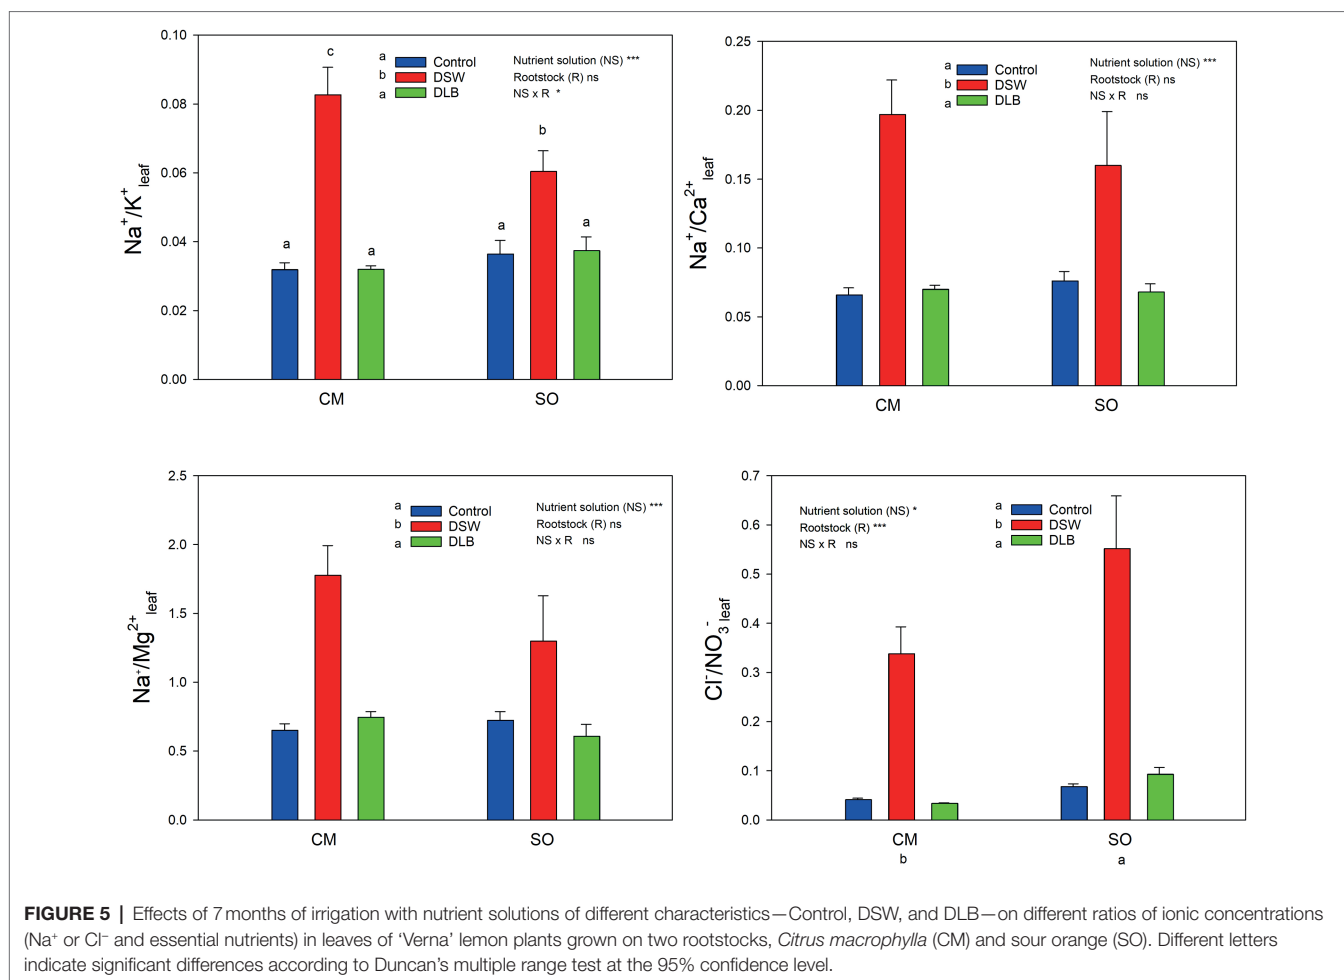 0.10
0.08
0.06
0.04
0.02
0.00
Na+/K+ leaf
a Control
b DSW
a DLB
Nutrient solution (NS) ***
Rootstock (R) ns
NS x R *
a
c
a
a
b
a
CM
SO
0.25
0.20
0.15
0.10
0.05
0.00
Na+/Ca2+ leaf
a Control
b DSW
a DLB
Nutrient solution (NS) ***
Rootstock (R) ns
NS x R ns
CM
SO
2.5
2.0
1.5
1.0
0.5
0.0
Na+/Mg2+ leaf
a Control
b DSW
a DLB
Nutrient solution (NS) ***
Rootstock (R) ns
NS x R ns
CM
SO
0.7
0.6
0.5
0.4
0.3
0.2
0.1
0.0
Cl-/NO3- leaf
Nutrient solution (NS) *
Rootstock (R) ***
NS x R ns
a Control
b DSW
a DLB
CM
SO
b
a
FIGURE 5 | Effects of 7 months of irrigation with nutrient solutions of different characteristics—Control, DSW, and DLB—on different ratios of ionic concentrations
(Na+ or Cl− and essential nutrients) in leaves of ‘Verna’ lemon plants grown on two rootstocks, Citrus macrophylla (CM) and sour orange (SO). Different letters
indicate significant differences according to Duncan’s multiple range test at the 95% confidence level.